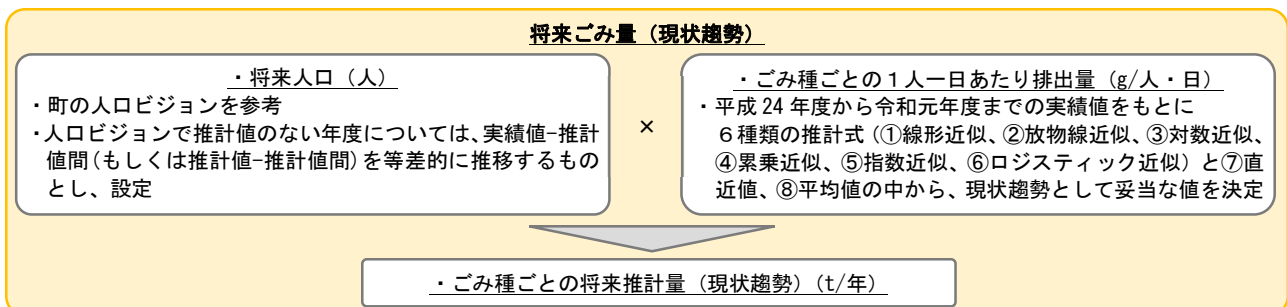 将来ごみ量（現状趨勢）
・将来人口（人）
・町の人口ビジョンを参考
・人口ビジョンで推計値のない年度については、実績値-推計
値間（もしくは推計値-推計値間）を等差的に推移するもの
とし、設定
×
・ごみ種ごとの１人一日あたり排出量（g/人・日）
・平成 24 年度から令和元年度までの実績値をもとに
６種類の推計式（①線形近似、②放物線近似、③対数近似、
④累乗近似、⑤指数近似、⑥ロジスティック近似）と⑦直
近値、⑧平均値の中から、現状趨勢として妥当な値を決定
・ごみ種ごとの将来推計量（現状趨勢）（t/年）